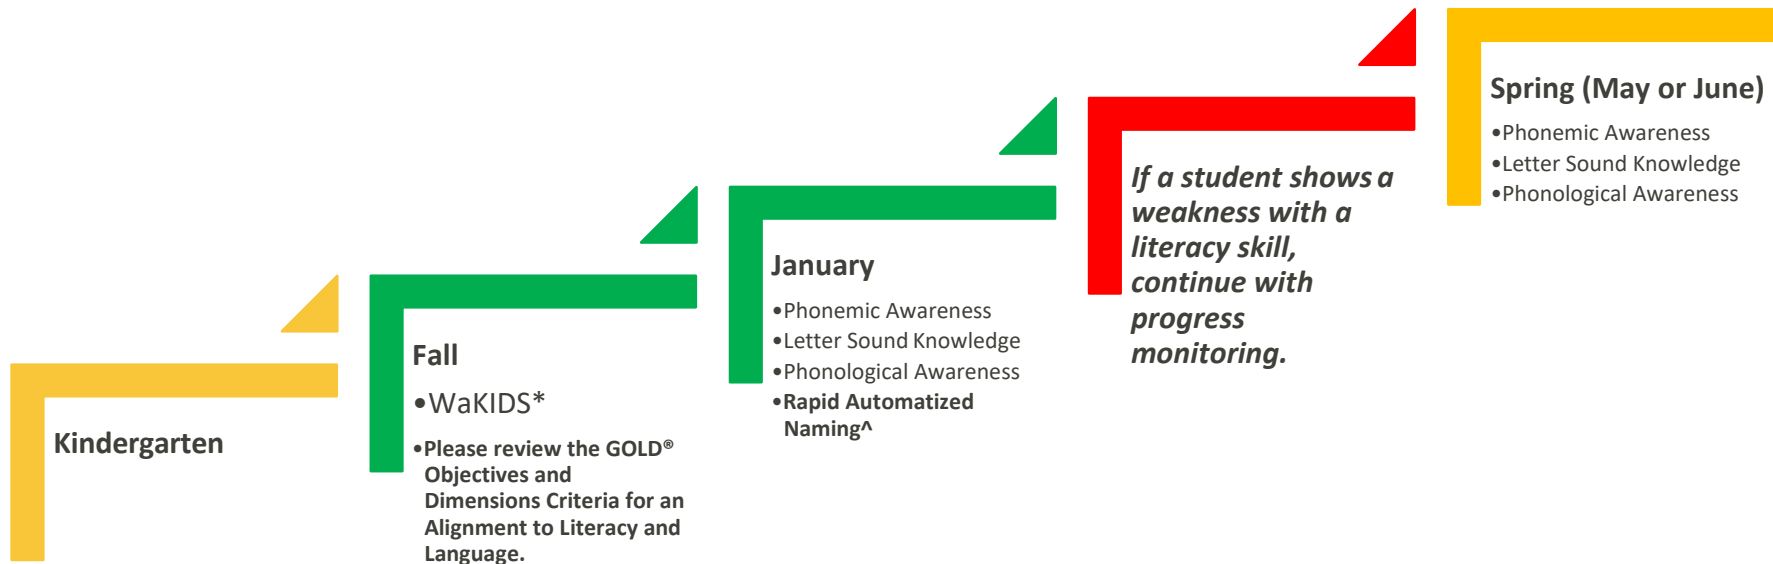 Kindergarten
Fall
•WaKIDS*
•Please review the GOLD®
Objectives and
Dimensions Criteria for an
Alignment to Literacy and
Language.
January
•Phonemic Awareness
•Letter Sound Knowledge
•Phonological Awareness
•Rapid Automatized
Naming^
If a student shows a
weakness with a
literacy skill,
continue with
progress
monitoring.
Spring (May or June)
•Phonemic Awareness
•Letter Sound Knowledge
•Phonological Awareness